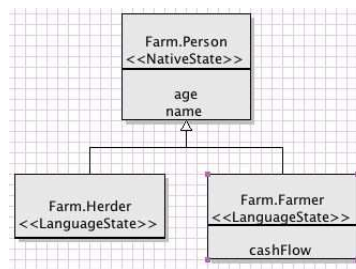 Farm.Person
<<NativeState>>
age
name
Farm.Herder
<<LanguageState>>
Farm.Farmer
<<LanguageState>>
cashFlow